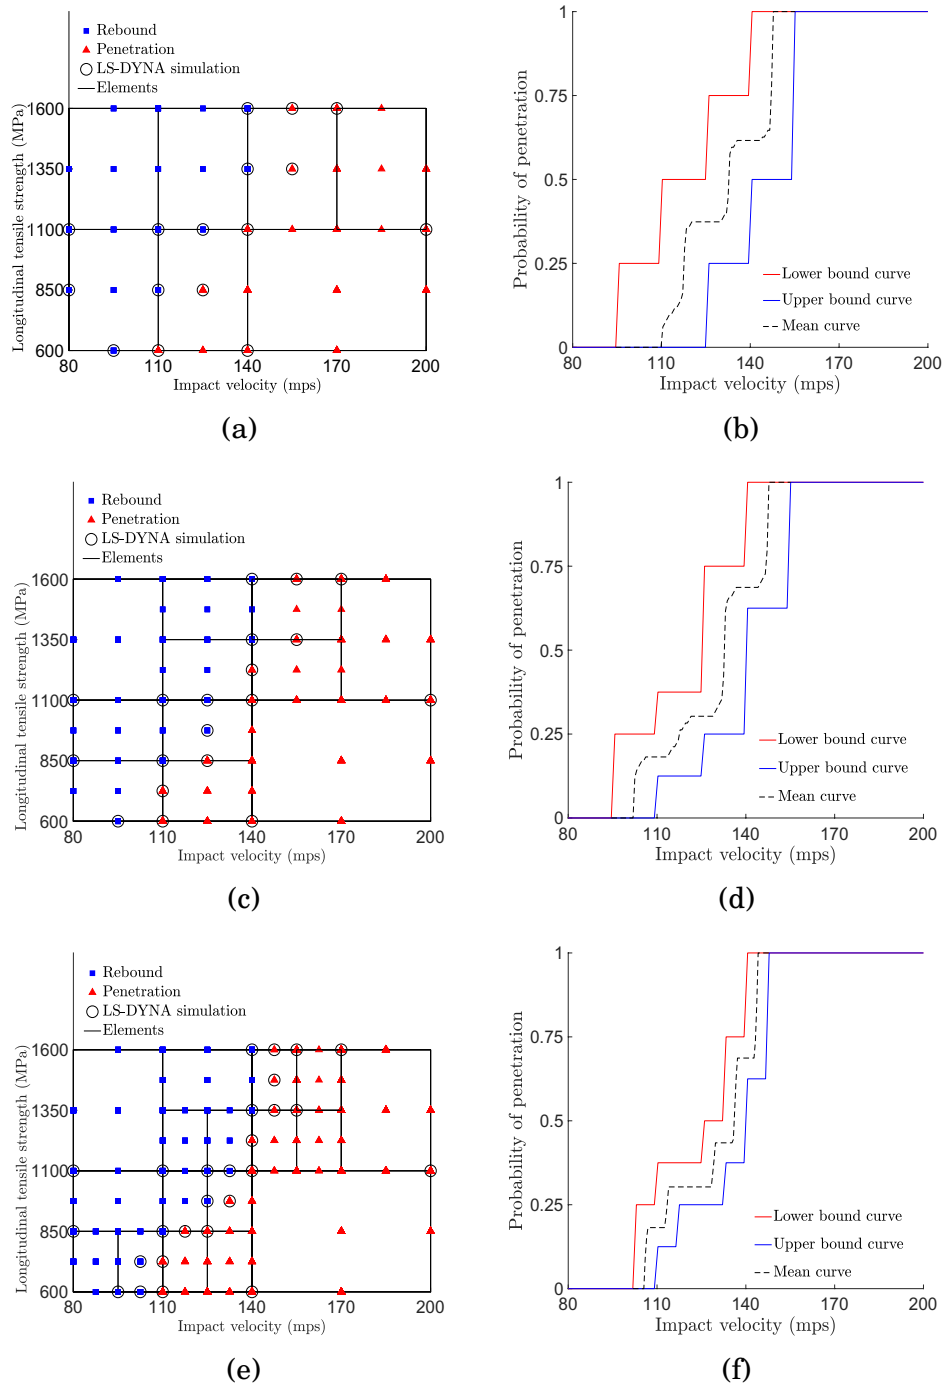 Rebound
Penetration
LS-DYNA simulation
Elements
Longitudinal tensile strength (MPa)
1600
1350
1100
850
600
80 110 140 170 200
Impact velocity (mps)
(a)
Probability of penetration
1
0.75
0.5
0.25
0
Lower bound curve
Upper bound curve
Mean curve
80 110 140 170 200
Impact velocity (mps)
(b)
Rebound
Penetration
LS-DYNA simulation
Elements
Longitudinal tensile strength (MPa)
1600
1350
1100
850
600
80 110 140 170 200
Impact velocity (mps)
(c)
Probability of penetration
1
0.75
0.5
0.25
0
Lower bound curve
Upper bound curve
Mean curve
80 110 140 170 200
Impact velocity (mps)
(d)
Rebound
Penetration
LS-DYNA simulation
Elements
Longitudinal tensile strength (MPa)
1600
1350
1100
850
600
80 110 140 170 200
Impact velocity (mps)
(e)
Probability of penetration
1
0.75
0.5
0.25
0
Lower bound curve
Upper bound curve
Mean curve
80 110 140 170 200
Impact velocity (mps)
(f)